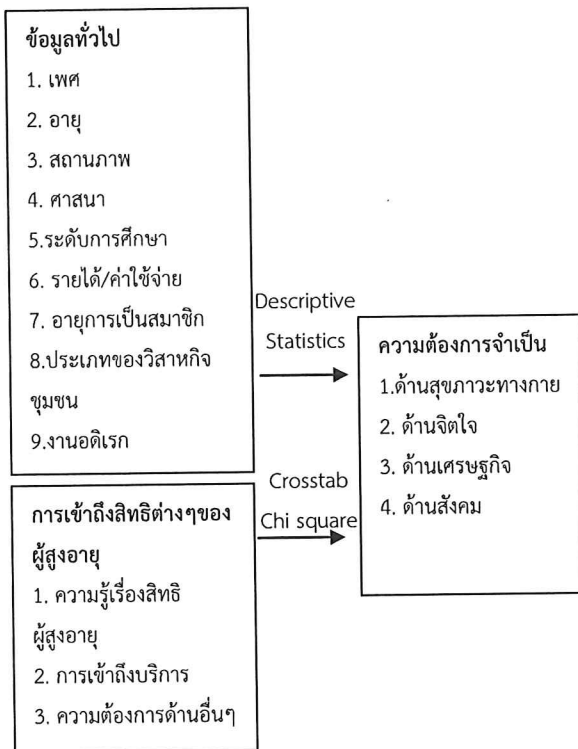 ข้อมูลทั่วไป
1. เพศ
2. อายุ
3. สถานภาพ
4. ศาสนา
5.ระดับการศึกษา
6. รายได้/ค่าใช้จ่าย
7. อายุการเป็นสมาชิก
8.ประเภทของวิสาหกิจ
ชุมชน
9.งานอดิเรก
การเข้าถึงสิทธิต่างๆของ
ผู้สูงอายุ
1. ความรู้เรื่องสิทธิ
ผู้สูงอายุ
2. การเข้าถึงบริการ
3. ความต้องการด้านอื่นๆ
Descriptive
Statistics
Crosstab
Chi square
ความต้องการจำเป็น
1.ด้านสุขภาวะทางกาย
2. ด้านจิตใจ
3. ด้านเศรษฐกิจ
4. ด้านสังคม